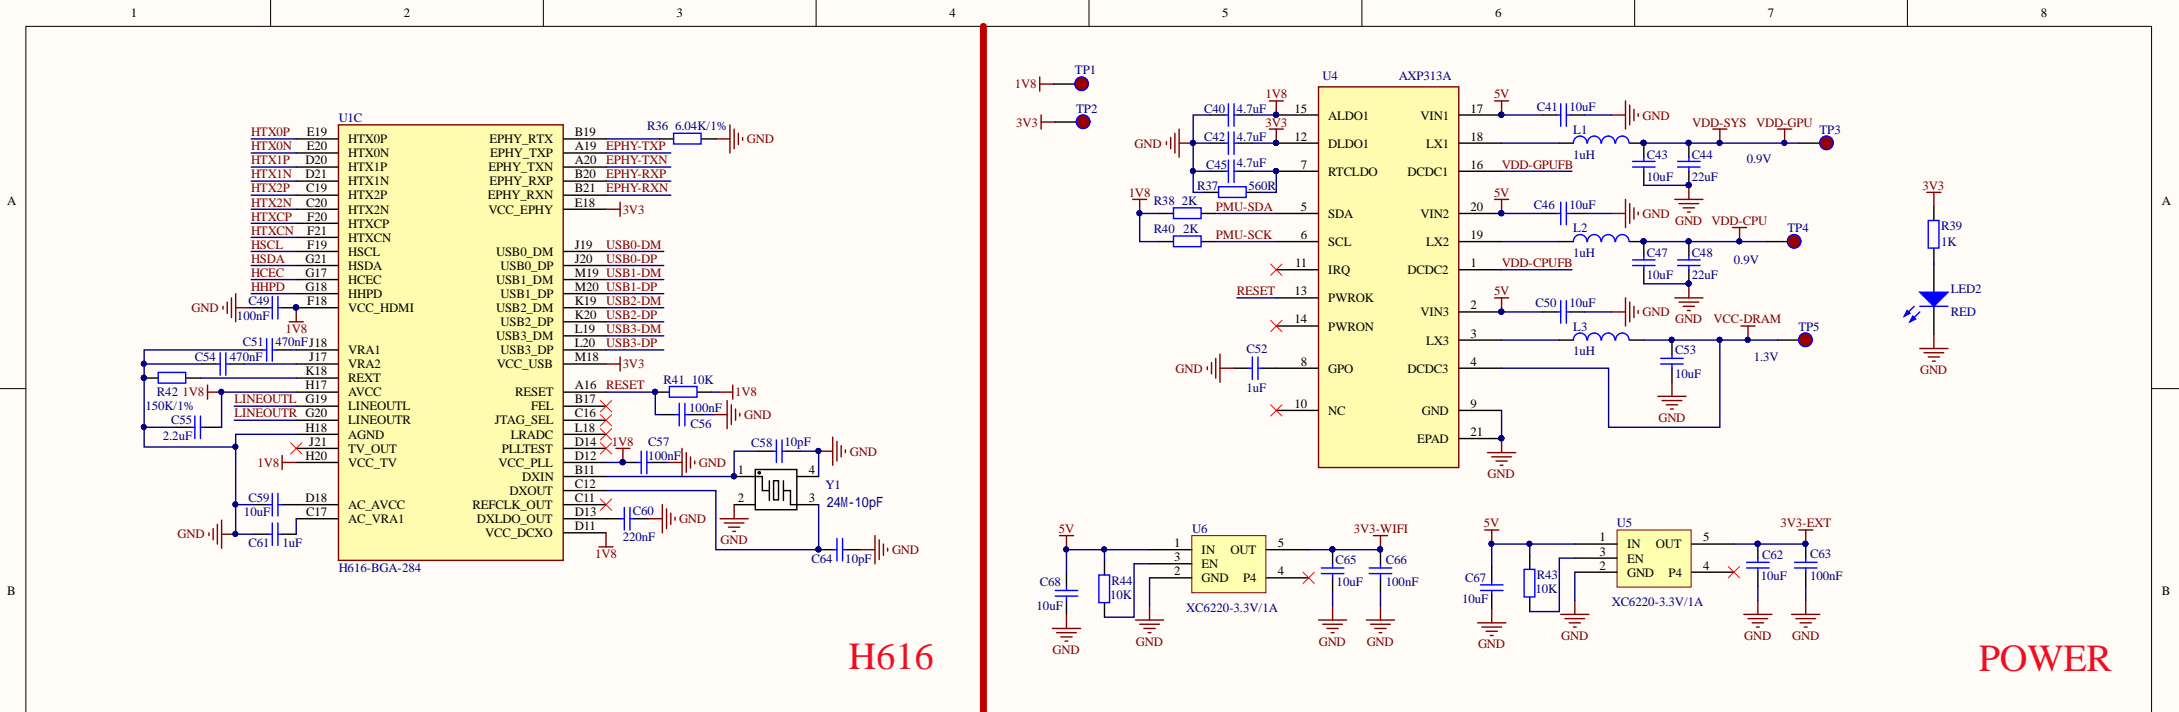 1 2 3 4 5 6 7 8
A
B
A
B
U1C
HTX0P E19 HTX0P EPHY_RTX B19 R36 6.04K/1% GND
HTX0N E20 HTX0N EPHY_TXP A19 EPHY-TXP
HTX1P D20 HTX1P EPHY_TXN A20 EPHY-TXN
HTX1N D21 HTX1N EPHY_RXP B20 EPHY-RXP
HTX2P C19 HTX2P EPHY_RXN B21 EPHY-RXN
HTX2N C20 HTX2N VCC_EPHY E18 3V3
HTXCP F20 HTXCP
HTXCN F21 HTXCN
HSCL F19 HSCL USB0_DM J19 USB0-DM
HSDA G21 HSDA USB0_DP J20 USB0-DP
HCEC G17 HCEC USB1_DM M19 USB1-DM
HHPD G18 HHPD USB1_DP M20 USB1-DP
GND C49 100nF F18 VCC_HDMI USB2_DM K19 USB2-DM
1V8
USB2_DP K20 USB2-DP
USB3_DM L19 USB3-DM
C51 470nF J18 VRA1 USB3_DP L20 USB3-DP
C54 470nF J17 VRA2 VCC_USB M18 3V3
K18 REXT
R42 150K/1%
1V8 H17 AVCC RESET A16 RESET R41 10K 1V8
LINEOUTL G19 LINEOUTL FEL B17
LINEOUTR G20 LINEOUTR JTAG_SEL C16 100nF C56 GND
C55 2.2uF
H18 AGND LRADC L18
J21 TV_OUT PLLTEST D14
1V8 H20 VCC_TV VCC_PLL D12 1V8 C57 100nF GND
DXIN B11
DXOUT C12
C59 10uF D18 AC_AVCC REFCLK_OUT C11
C17 AC_VRA1 DXLDO_OUT D13 C60 220nF GND
GND C61 1uF VCC_DCXO D11 1V8
H616-BGA-284
C58 10pF GND
1 4
2 3
Y1
24M-10pF
GND
C64 10pF GND
H616
1V8 TP1
3V3 TP2
U4 AXP313A
C40 4.7uF 1V8 15 ALDO1 VIN1 17 5V C41 10uF GND
GND C42 4.7uF 3V3 12 DLDO1 LX1 18 L1 1uH VDD-SYS VDD-GPU TP3
C43 10uF C44 22uF 0.9V
GND
C45 4.7uF 7 RTCLDO DCDC1 16 VDD-GPUFB
R37 560R
1V8 R38 2K PMU-SDA 5 SDA VIN2 20 5V C46 10uF GND
R40 2K PMU-SCK 6 SCL LX2 19 L2 1uH VDD-CPU TP4
C47 10uF C48 22uF 0.9V
GND
11 IRQ DCDC2 1 VDD-CPUFB
RESET 13 PWROK VIN3 2 5V C50 10uF GND
14 PWRON LX3 3 L3 1uH VCC-DRAM TP5
C53 10uF 1.3V
GND
GND C52 1uF 8 GPO DCDC3 4
10 NC GND 9
EPAD 21
GND
3V3
R39
1K
LED2
RED
GND
5V U6 3V3-WIFI
1 IN OUT 5
3 EN
2 GND P4 4
C68 10uF R44 10K C65 10uF C66 100nF
XC6220-3.3V/1A
GND GND GND GND
5V U5 3V3-EXT
1 IN OUT 5
3 EN
2 GND P4 4
C67 10uF R43 10K C62 10uF C63 100nF
XC6220-3.3V/1A
GND GND GND GND
POWER